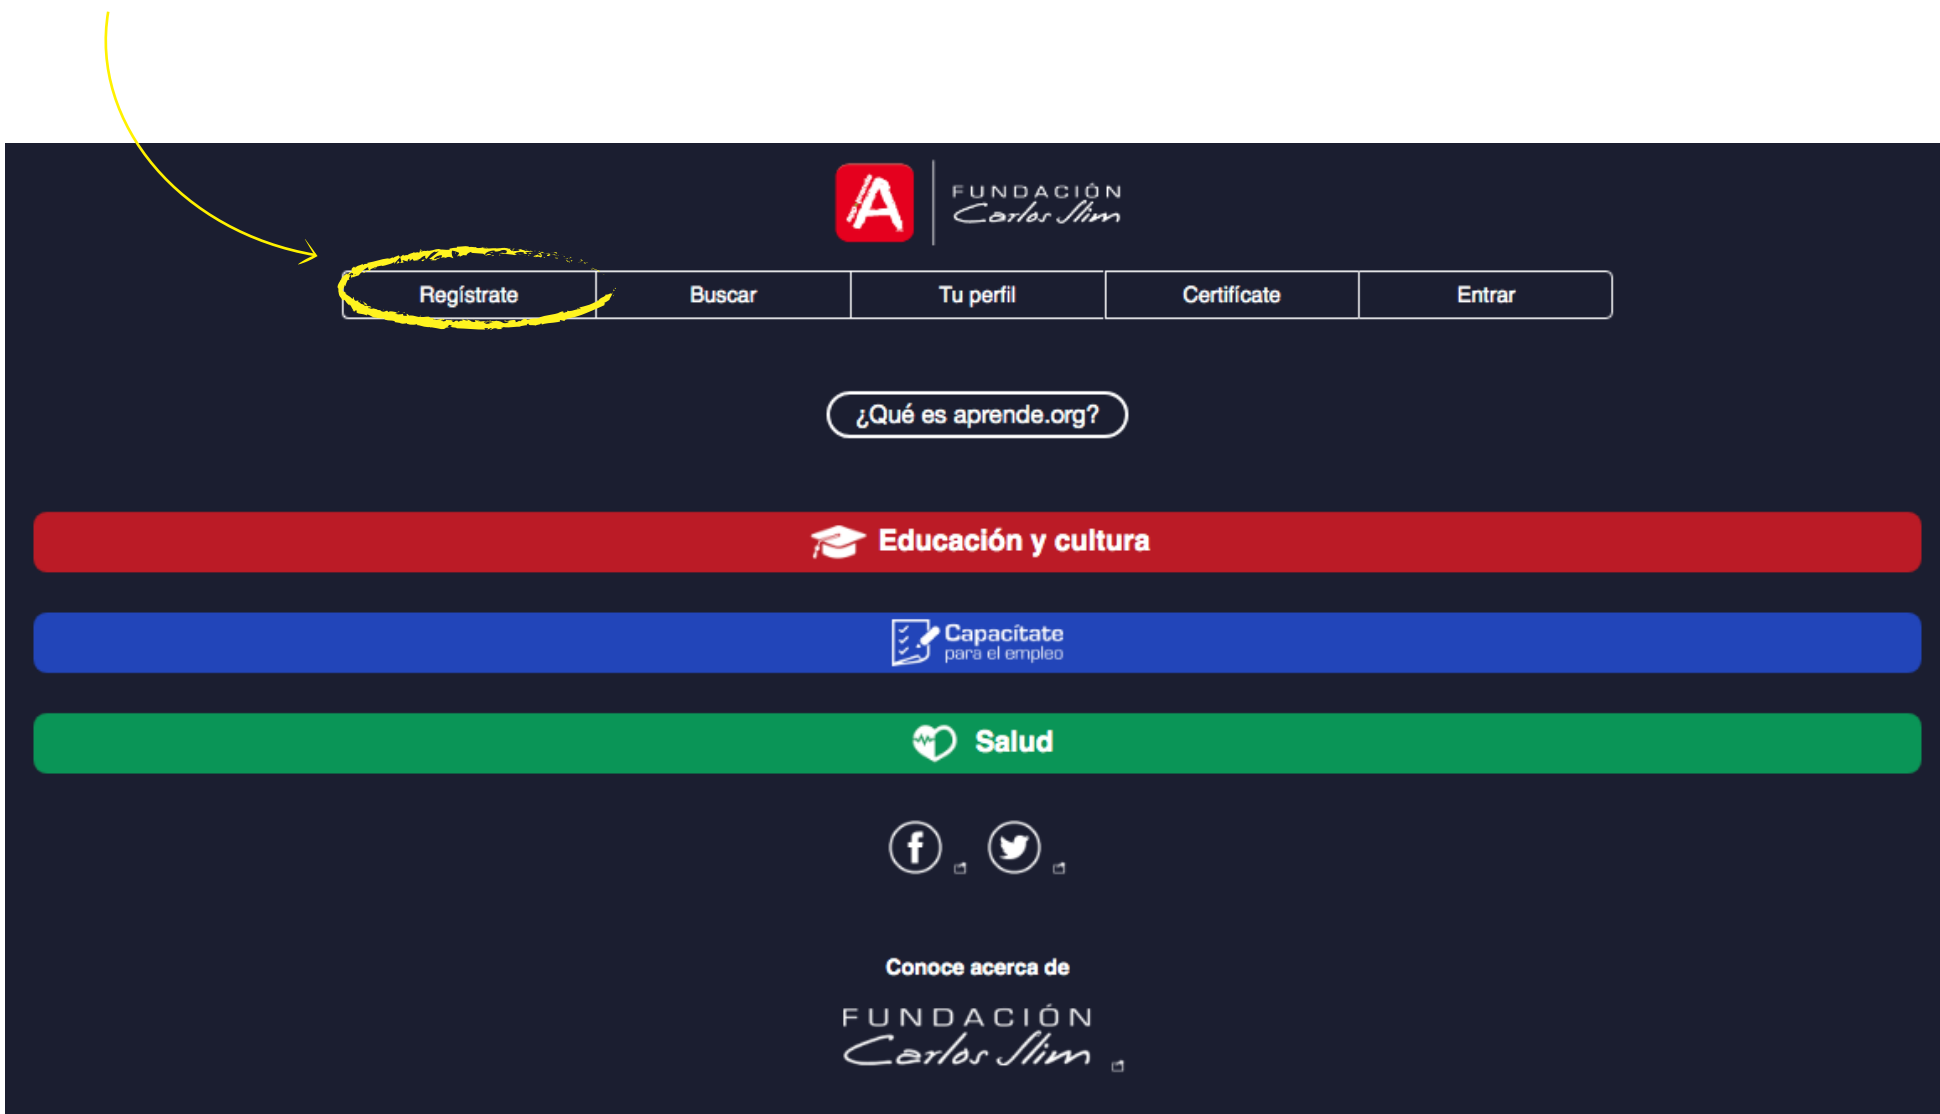 A
FUNDACIÓN
Carlos Slim
Regístrate
Buscar
Tu perfil
Certifícate
Entrar
¿Qué es aprende.org?
Educación y cultura
Capacítate
para el empleo
Salud
Conoce acerca de
FUNDACIÓN
Carlos Slim